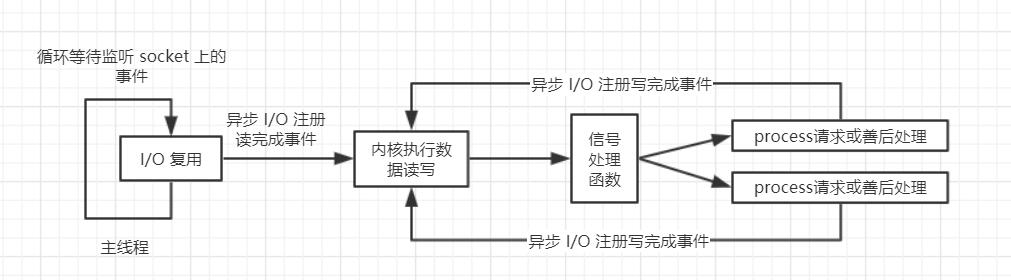 循环等待监听 socket 上的
事件
异步 I/O 注册写完成事件
异步 I/O 注册
读完成事件
I/O 复用
内核执行数
据读写
信号
处理
函数
process请求或善后处理
process请求或善后处理
异步 I/O 注册写完成事件
主线程